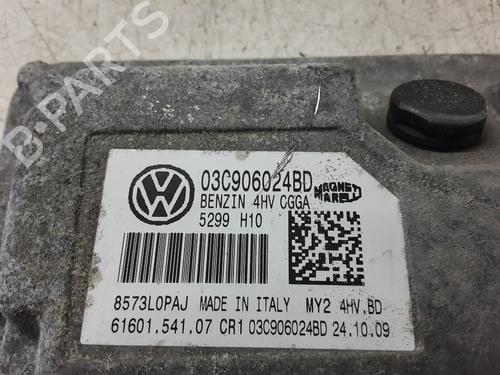 B-PARTS
03C906024BD
BENZIN 4HV CGGA
5299 H10
MAGNETI MARELLI
8573LOPAJ MADE IN ITALY MY2 4HV.BD
61601.541.07 CR1 03C906024BD 24.10.09